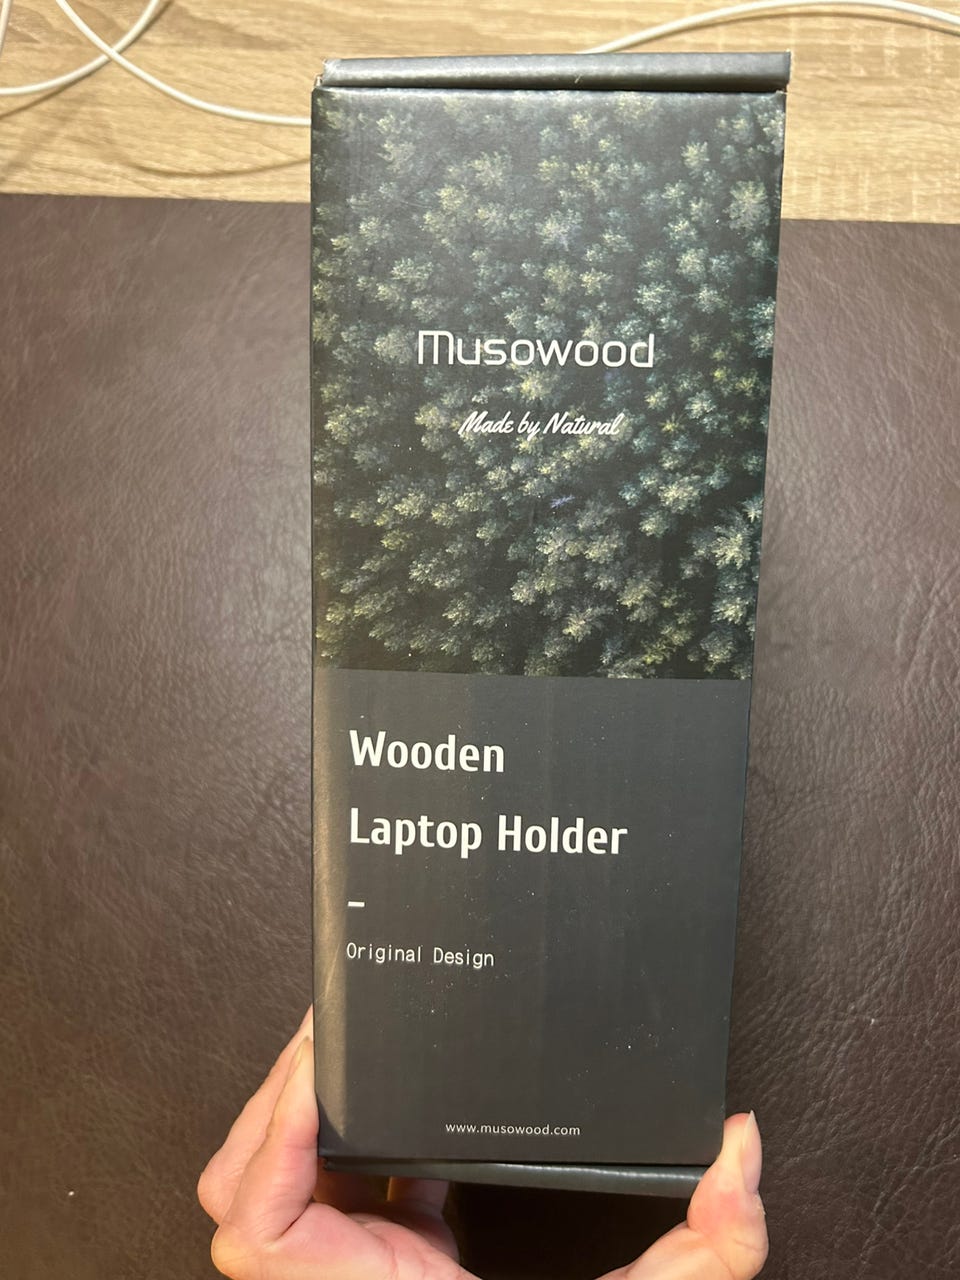 Musowood
Made by Natural
Wooden
Laptop Holder
–
Original Design
www.musowood.com